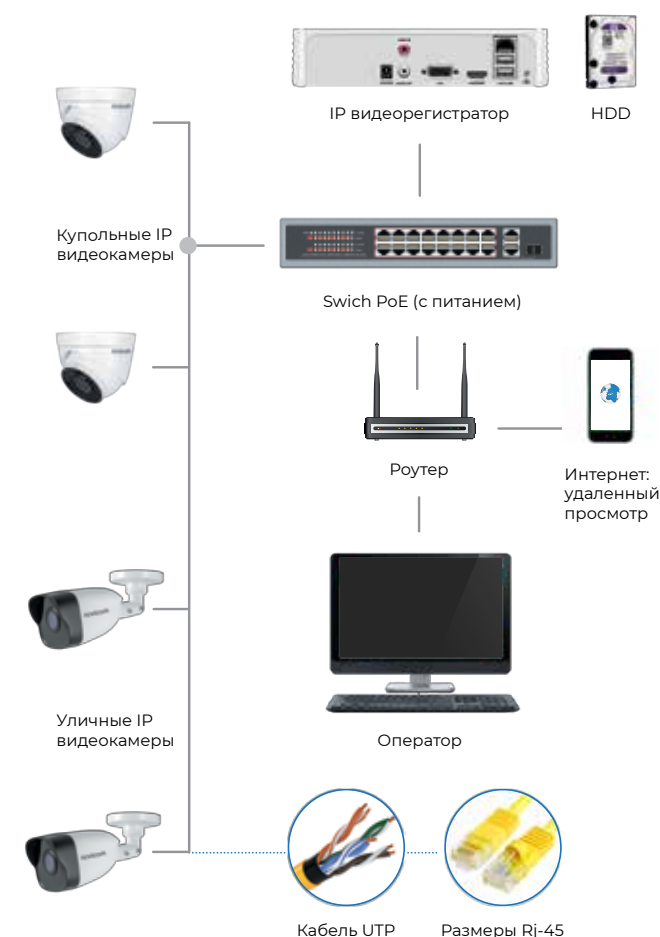 IP видеорегистратор
HDD
Купольные IP
видеокамеры
Swich PoE (с питанием)
Роутер
Интернет:
удаленный
просмотр
Уличные IP
видеокамеры
Оператор
Кабель UTP
Размеры Rj-45